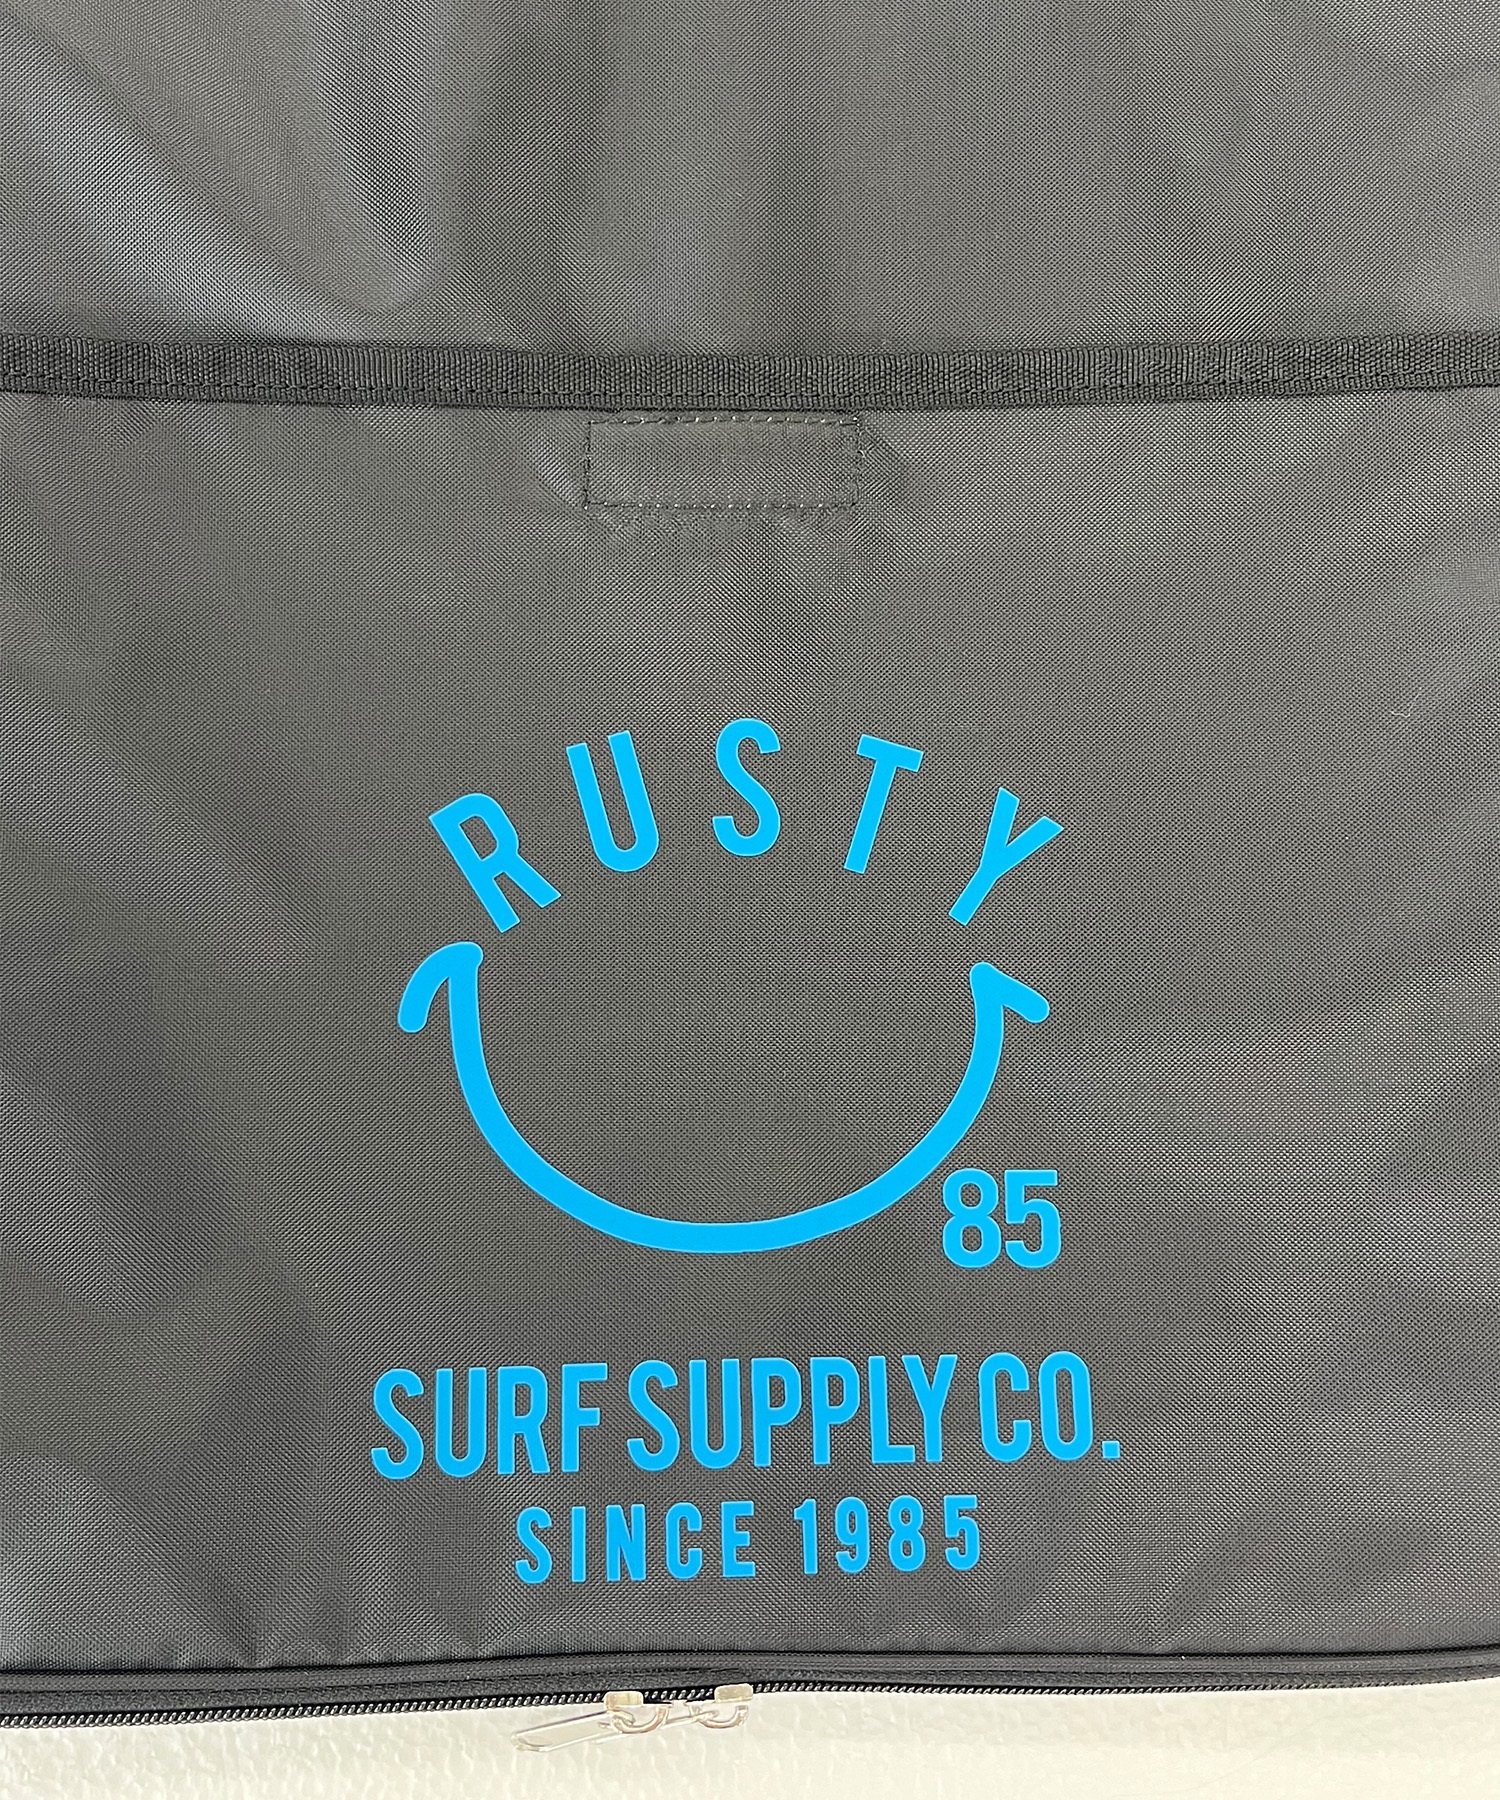 RUSTY
85
SURF SUPPLY CO.
SINCE 1985